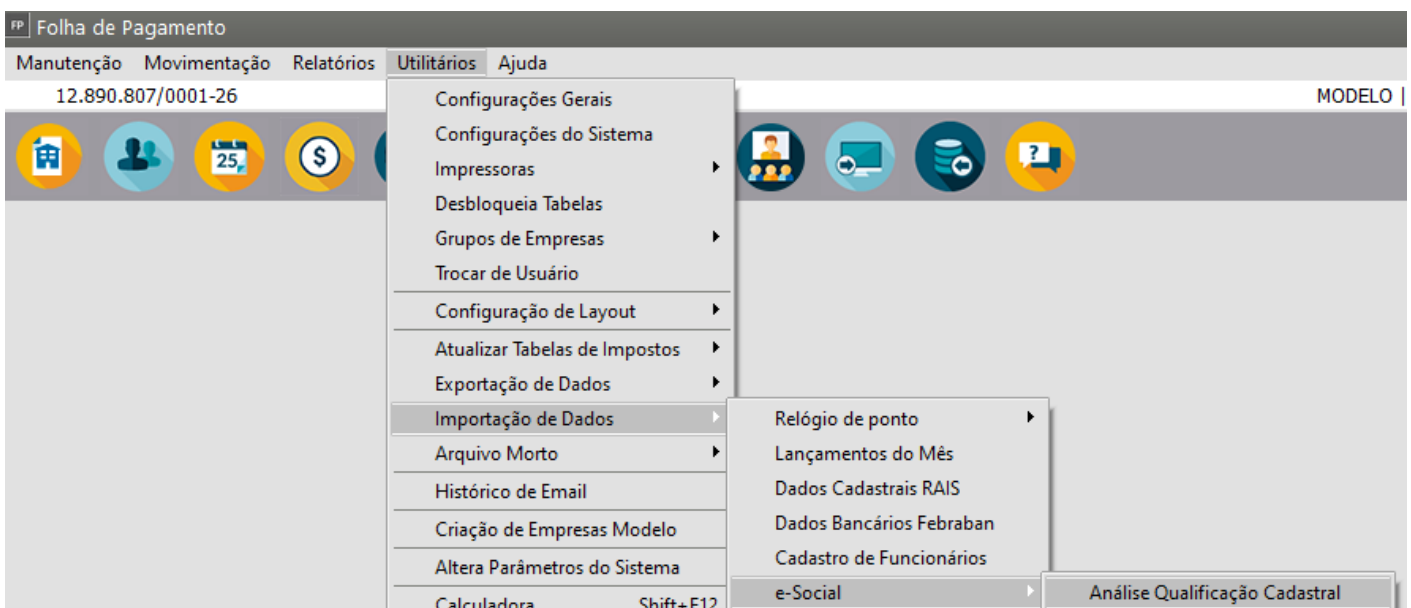 FP Folha de Pagamento
Manutenção Movimentação Relatórios Utilitários Ajuda
12.890.807/0001-26 MODELO |
25
$
?
Configurações Gerais
Configurações do Sistema
Impressoras
Desbloqueia Tabelas
Grupos de Empresas
Trocar de Usuário
Configuração de Layout
Atualizar Tabelas de Impostos
Exportação de Dados
Importação de Dados
Arquivo Morto
Histórico de Email
Criação de Empresas Modelo
Altera Parâmetros do Sistema
Calculadora Shift+F12
Relógio de ponto
Lançamentos do Mês
Dados Cadastrais RAIS
Dados Bancários Febraban
Cadastro de Funcionários
e-Social
Análise Qualificação Cadastral